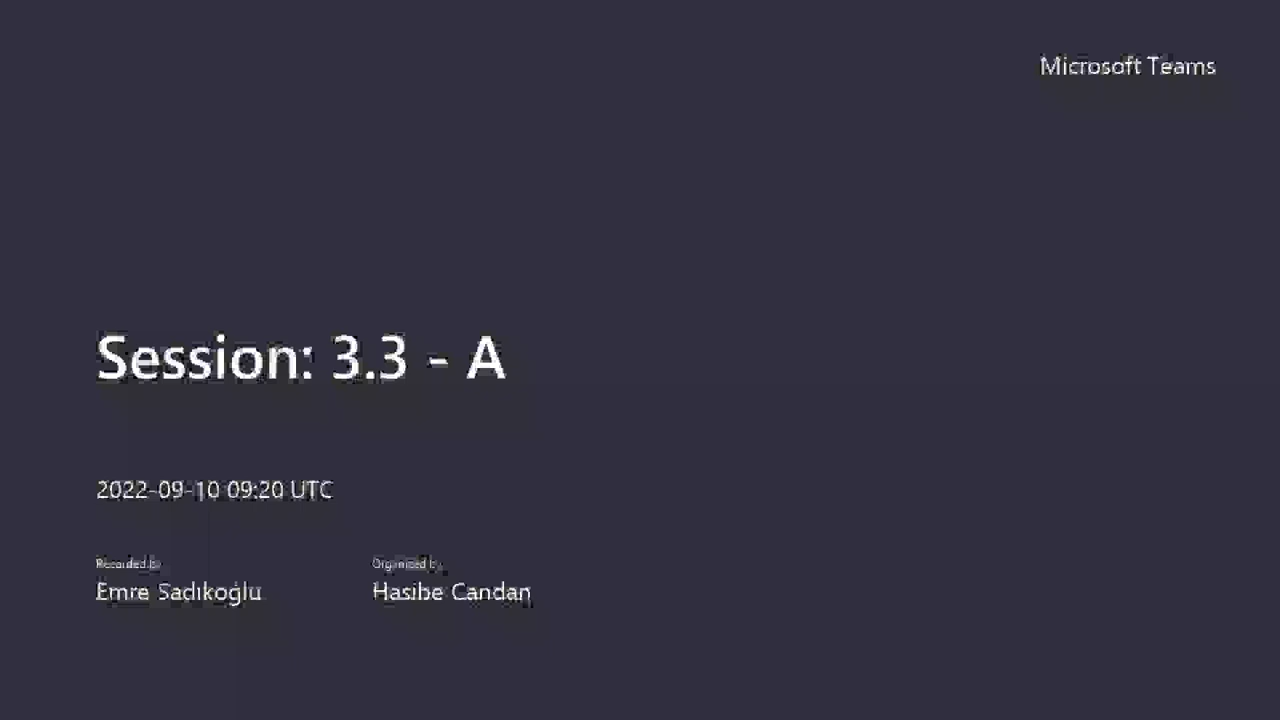 Microsoft Teams
Session: 3.3 - A
2022-09-10 09:20 UTC
Recorded by
Organized by
Emre Sadıkoğlu
Hasibe Candan